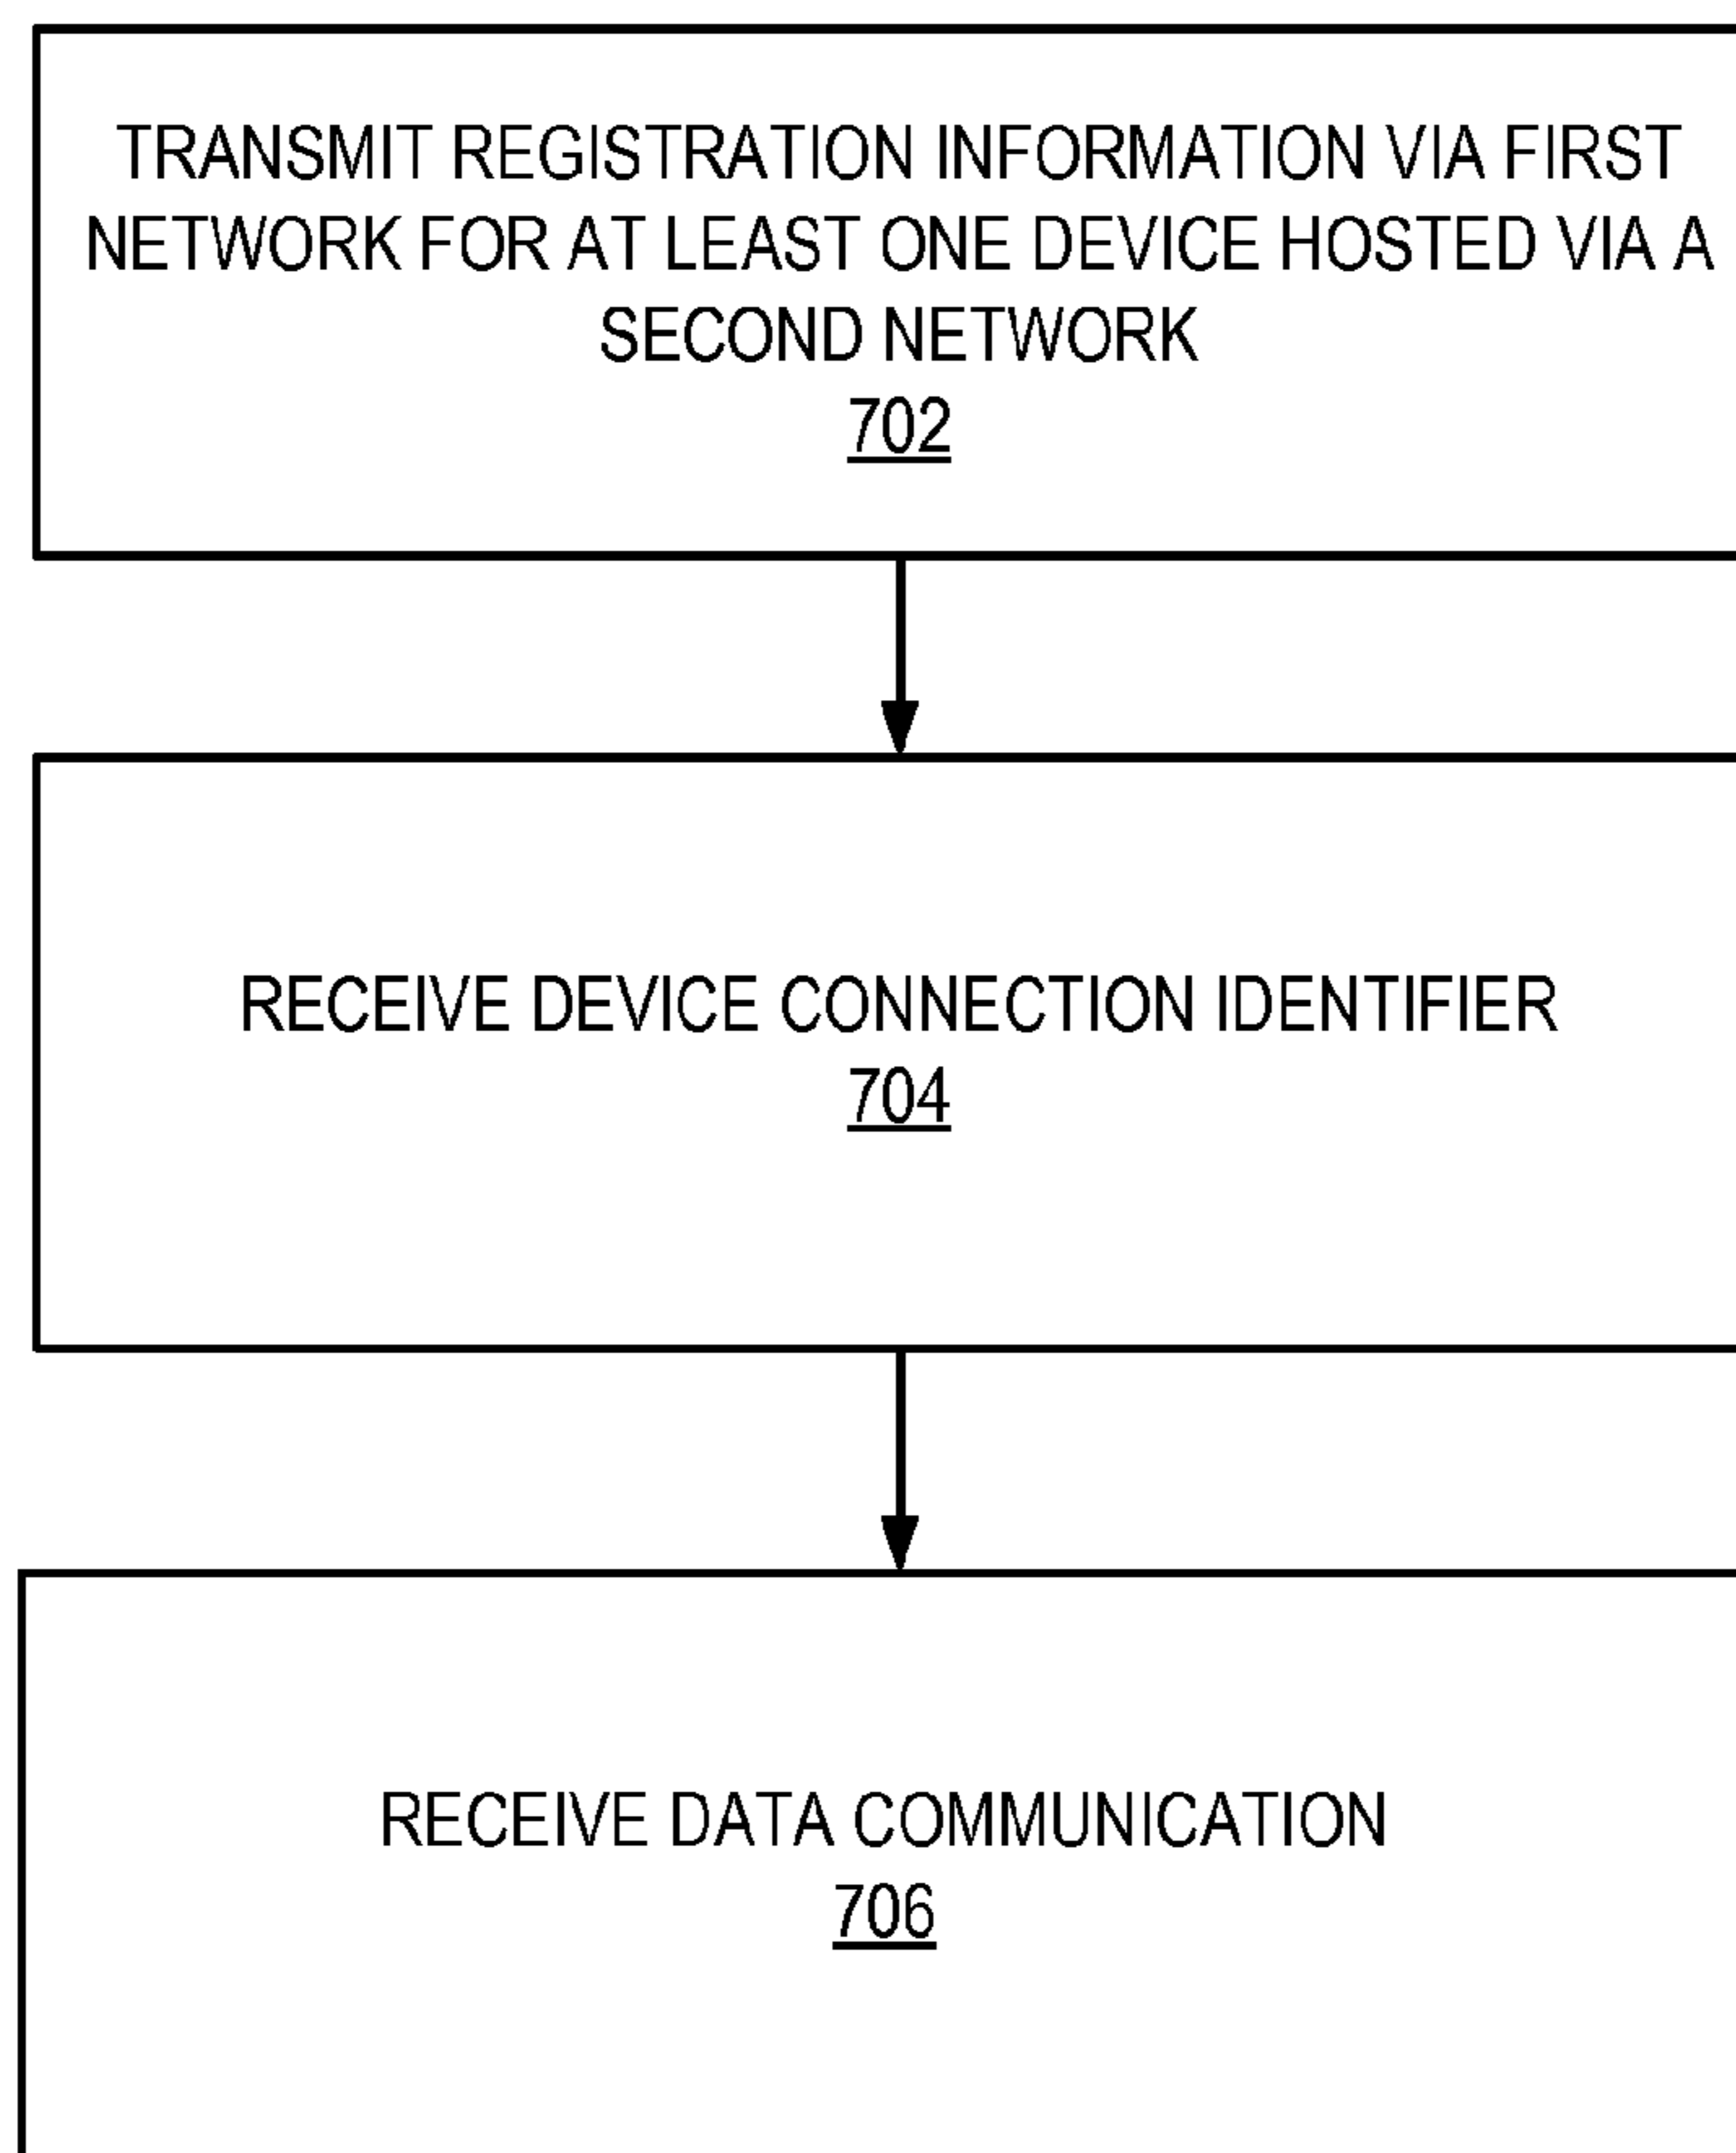 TRANSMIT REGISTRATION INFORMATION VIA FIRST
NETWORK FOR AT LEAST ONE DEVICE HOSTED VIA A
SECOND NETWORK
702
RECEIVE DEVICE CONNECTION IDENTIFIER
704
RECEIVE DATA COMMUNICATION
706